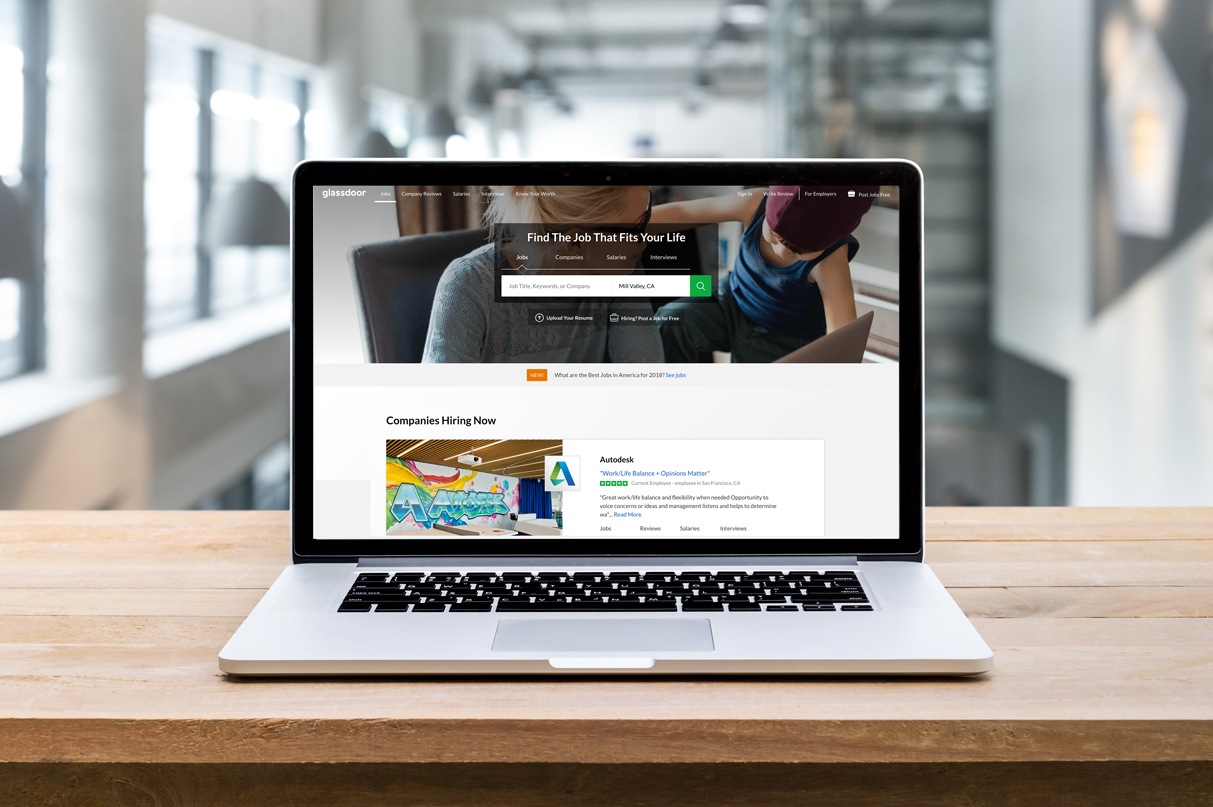 glassdoor Jobs Company Reviews Salaries Interviews Know Your Worth Sign In Write Review For Employers Post Jobs Free
Find The Job That Fits Your Life
Jobs Companies Salaries Interviews
Job Title, Keywords, or Company Mill Valley, CA
Upload Your Resume Hiring? Post a Job for Free
NEW! What are the Best Jobs in America for 2018? See jobs
Companies Hiring Now
AUTODESK
Autodesk
"Work/Life Balance + Opinions Matter"
Current Employee - employee in San Francisco, CA
"Great work/life balance and flexibility when needed Opportunity to
voice concerns or ideas and management listens and helps to determine
wa"... Read More
Jobs Reviews Salaries Interviews
delete
return
shift